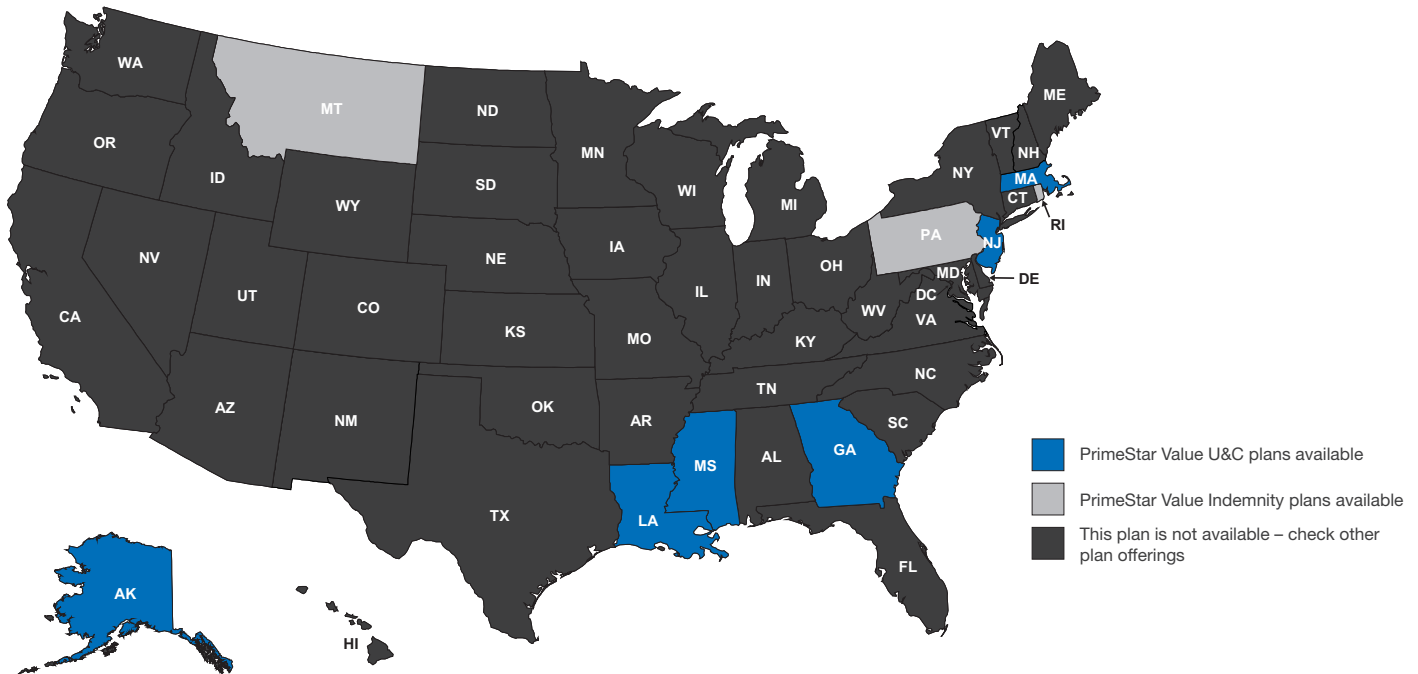 WA
MT
ND
ME
OR
MN
VT
NH
ID
SD
WI
NY
MA
WY
MI
CT
RI
PA
NJ
IA
NE
NV
OH
MD
DE
UT
IL
IN
DC
CO
WV
VA
CA
KS
MO
KY
NC
TN
AZ
OK
NM
AR
SC
MS
AL
GA
TX
LA
FL
AK
HI
PrimeStar Value U&C plans available
PrimeStar Value Indemnity plans available
This plan is not available – check other
plan offerings